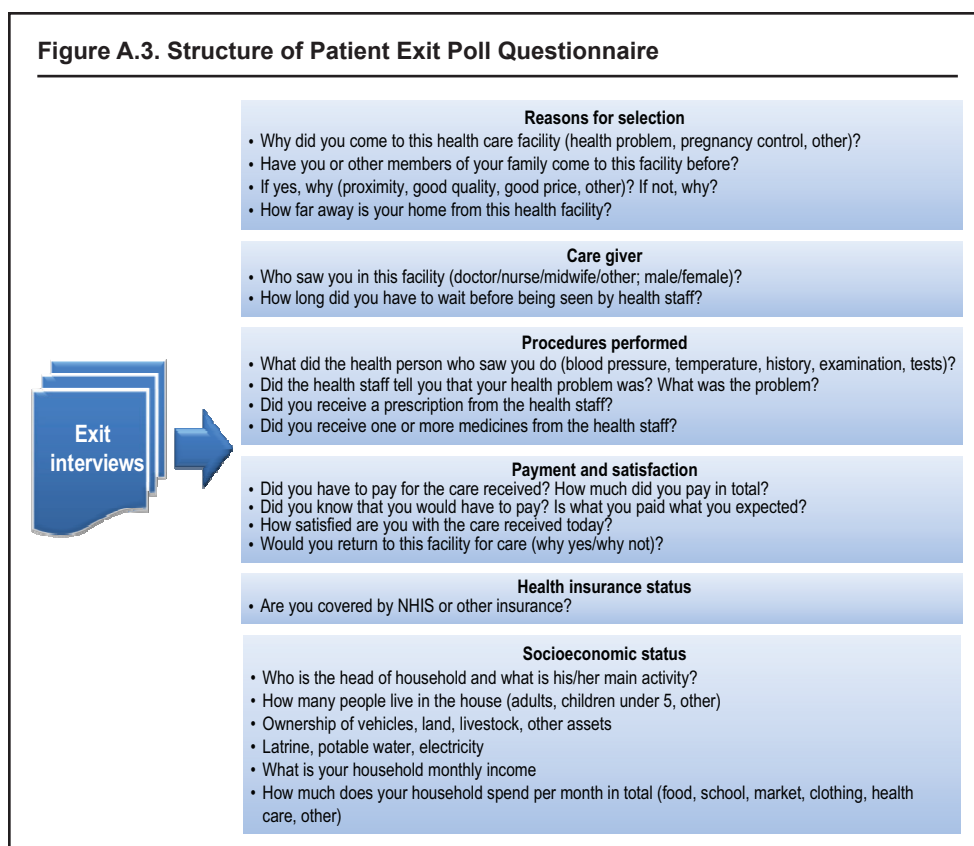 Figure A.3. Structure of Patient Exit Poll Questionnaire
Exit
interviews
Reasons for selection
• Why did you come to this health care facility (health problem, pregnancy control, other)?
• Have you or other members of your family come to this facility before?
• If yes, why (proximity, good quality, good price, other)? If not, why?
• How far away is your home from this health facility?
Care giver
• Who saw you in this facility (doctor/nurse/midwife/other; male/female)?
• How long did you have to wait before being seen by health staff?
Procedures performed
• What did the health person who saw you do (blood pressure, temperature, history, examination, tests)?
• Did the health staff tell you that your health problem was? What was the problem?
• Did you receive a prescription from the health staff?
• Did you receive one or more medicines from the health staff?
Payment and satisfaction
• Did you have to pay for the care received? How much did you pay in total?
• Did you know that you would have to pay? Is what you paid what you expected?
• How satisfied are you with the care received today?
• Would you return to this facility for care (why yes/why not)?
Health insurance status
• Are you covered by NHIS or other insurance?
Socioeconomic status
• Who is the head of household and what is his/her main activity?
• How many people live in the house (adults, children under 5, other)
• Ownership of vehicles, land, livestock, other assets
• Latrine, potable water, electricity
• What is your household monthly income
• How much does your household spend per month in total (food, school, market, clothing, health
care, other)